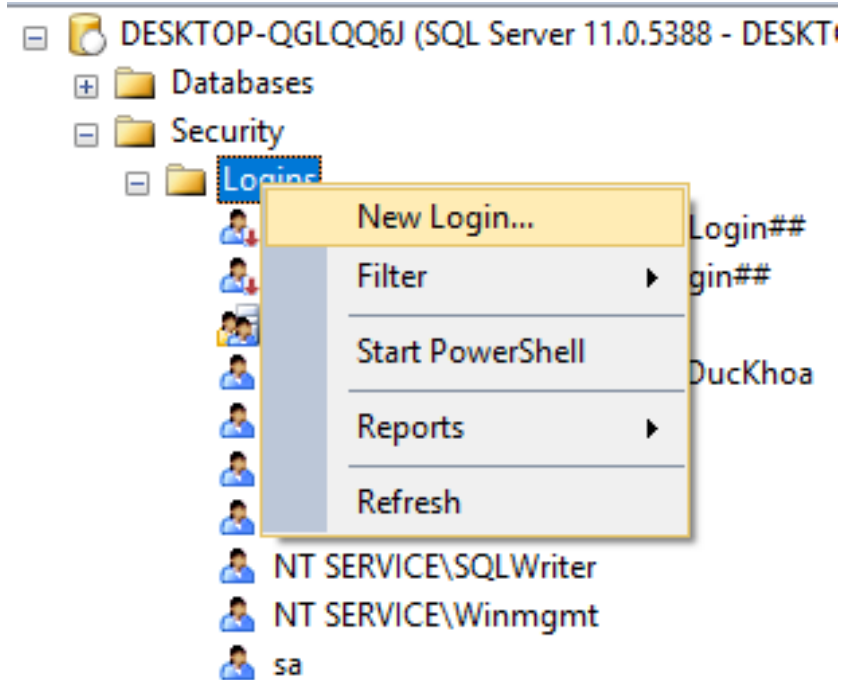 DESKTOP-QGLQQ6J (SQL Server 11.0.5388 - DESKT
Databases
Security
Logins
New Login...
Login##
Filter
gin##
Start PowerShell
DucKhoa
Reports
Refresh
NT SERVICE\SQLWriter
NT SERVICE\Winmgmt
sa